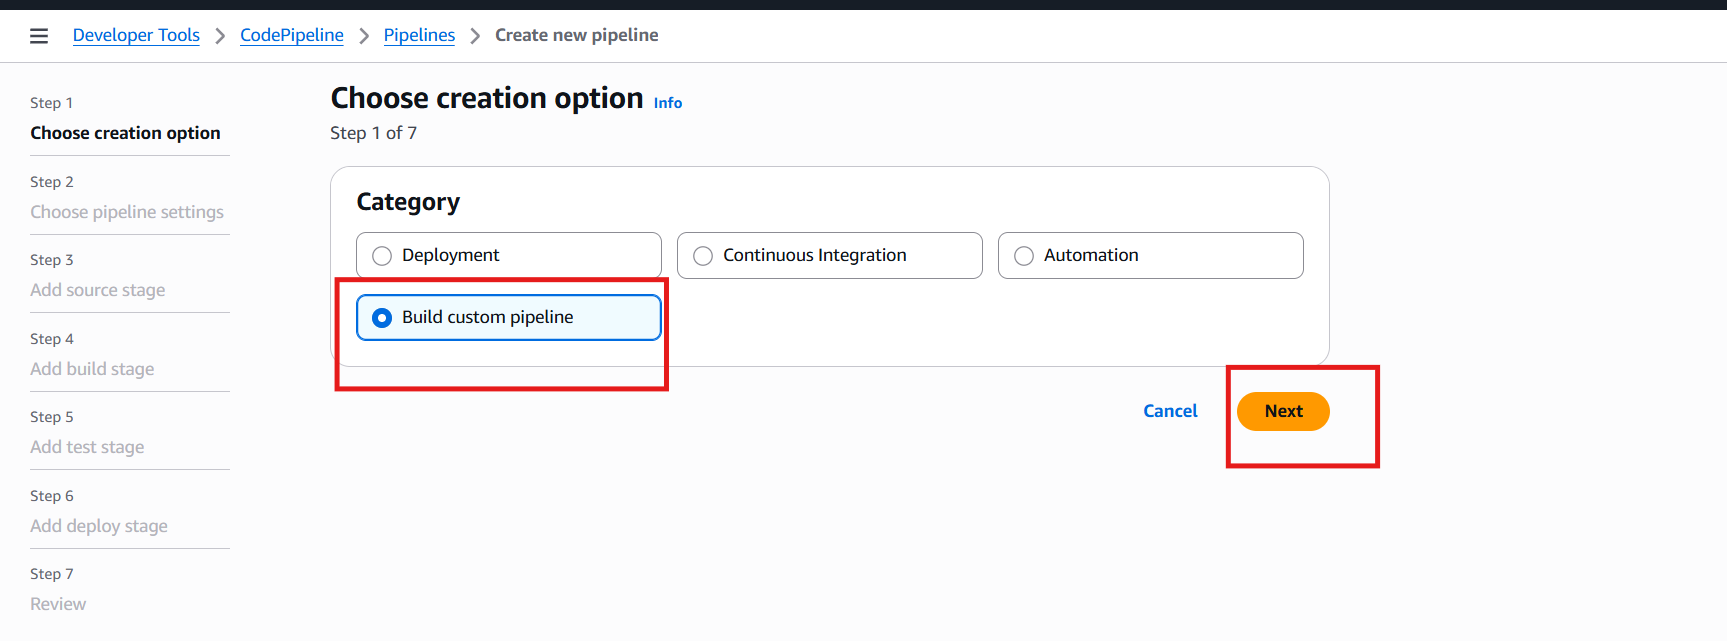 Developer Tools > CodePipeline > Pipelines > Create new pipeline
Step 1
Choose creation option
Step 2
Choose pipeline settings
Step 3
Add source stage
Step 4
Add build stage
Step 5
Add test stage
Step 6
Add deploy stage
Step 7
Review
Choose creation option Info
Step 1 of 7
Category
Deployment
Continuous Integration
Automation
Build custom pipeline
Cancel
Next